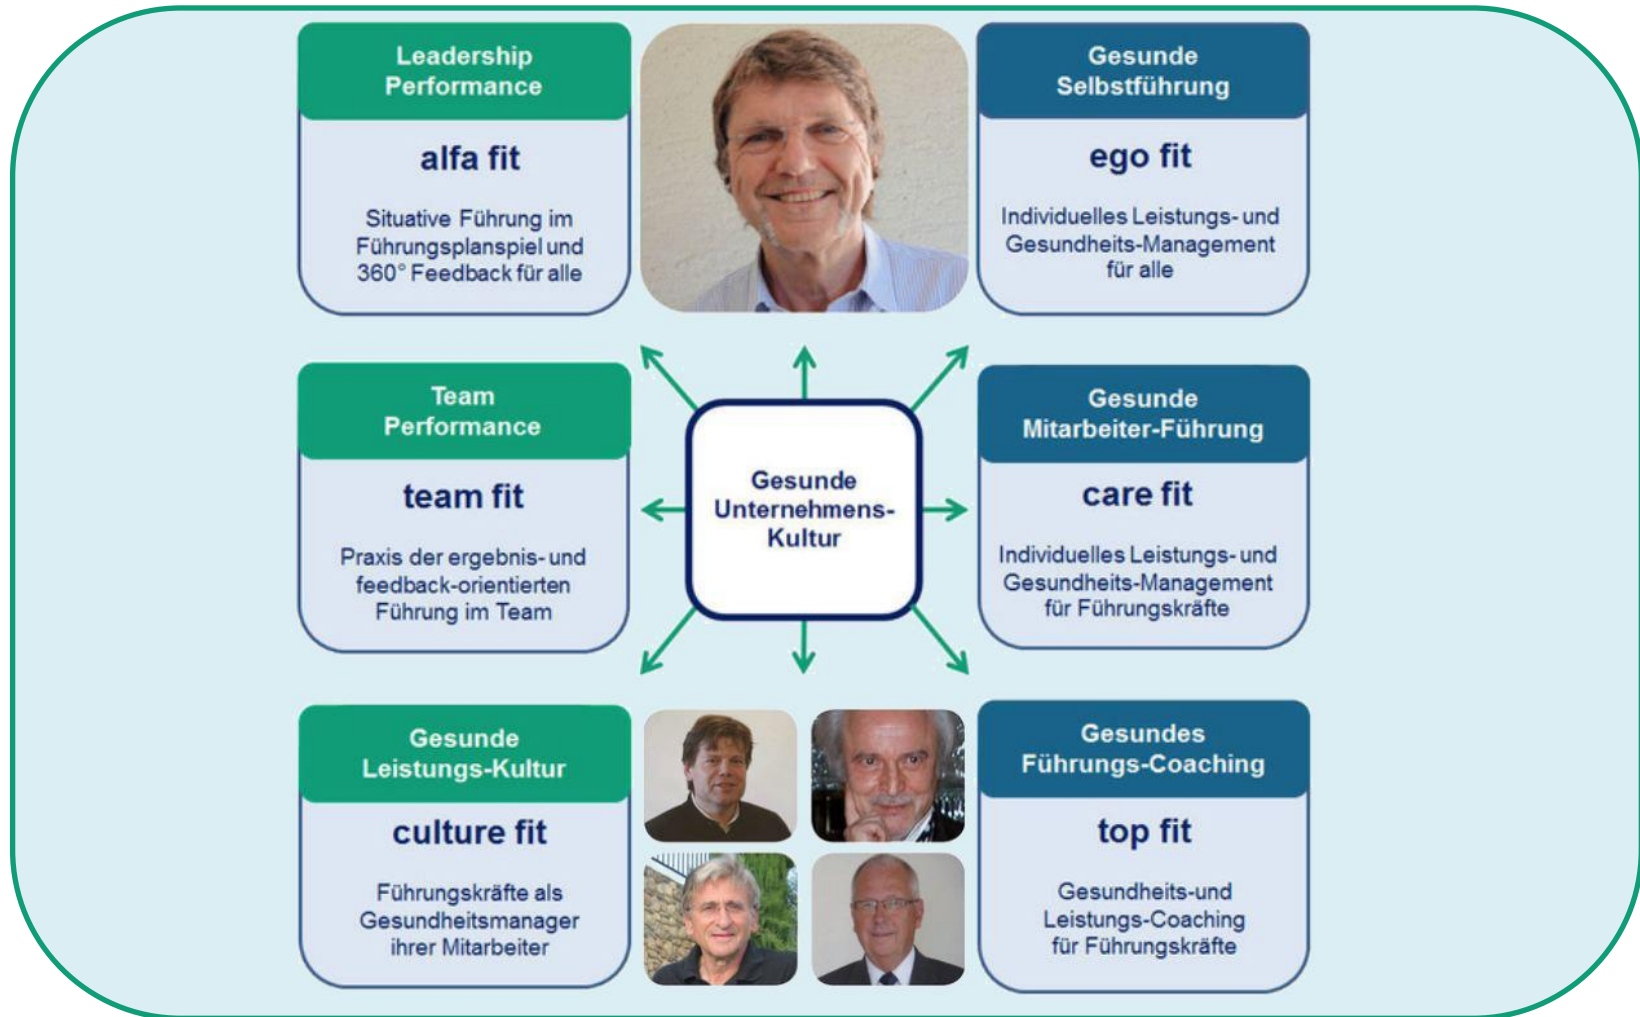 Leadership
Performance
alfa fit
Situative Führung im
Führungsplanspiel und
360° Feedback für alle
Gesunde
Selbstführung
ego fit
Individuelles Leistungs- und
Gesundheits-Management
für alle
Team
Performance
team fit
Praxis der ergebnis- und
feedback-orientierten
Führung im Team
Gesunde
Unternehmens-
Kultur
Gesunde
Mitarbeiter-Führung
care fit
Individuelles Leistungs- und
Gesundheits-Management
für Führungskräfte
Gesunde
Leistungs-Kultur
culture fit
Führungskräfte als
Gesundheitsmanager
ihrer Mitarbeiter
Gesundes
Führungs-Coaching
top fit
Gesundheits-und
Leistungs-Coaching
für Führungskräfte